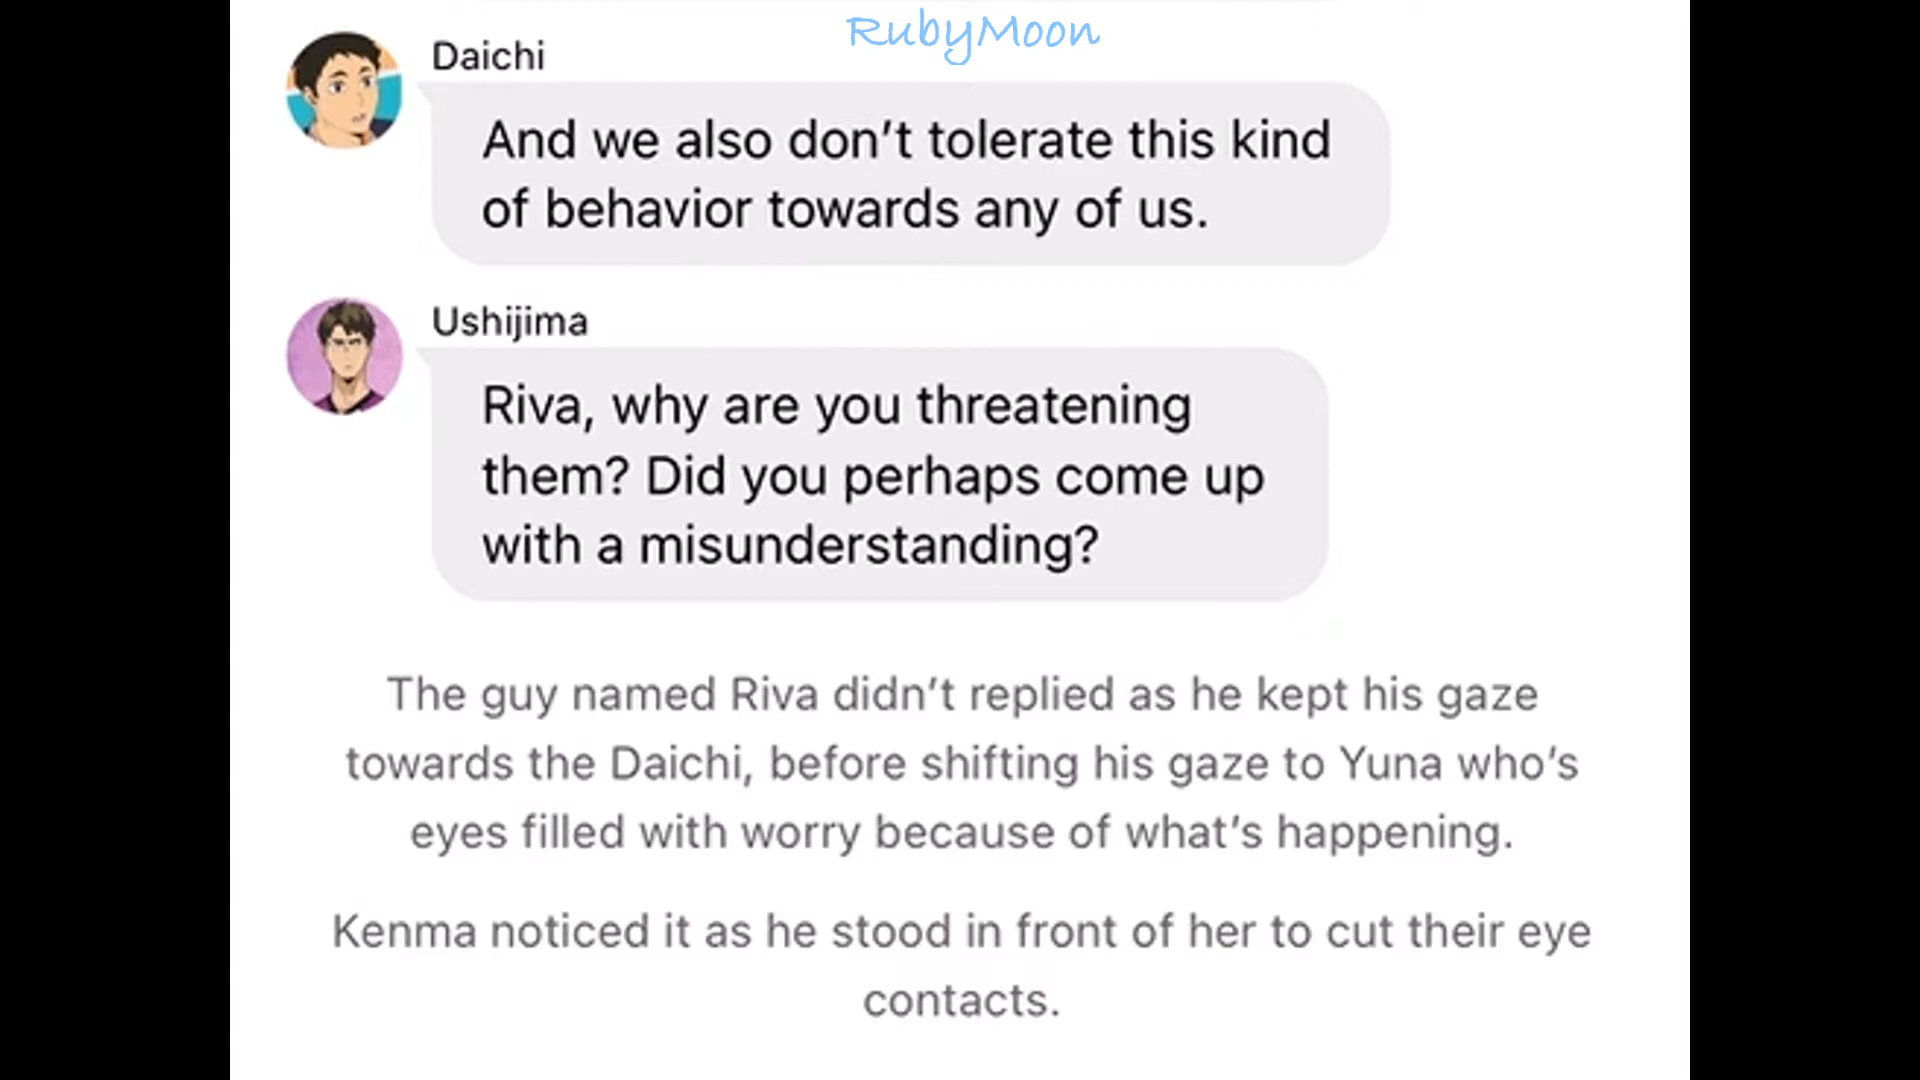 RubyMoon
Daichi
And we also don't tolerate this kind
of behavior towards any of us.
Ushijima
Riva, why are you threatening
them? Did you perhaps come up
with a misunderstanding?
The guy named Riva didn't replied as he kept his gaze
towards the Daichi, before shifting his gaze to Yuna who's
eyes filled with worry because of what's happening.
Kenma noticed it as he stood in front of her to cut their eye
contacts.